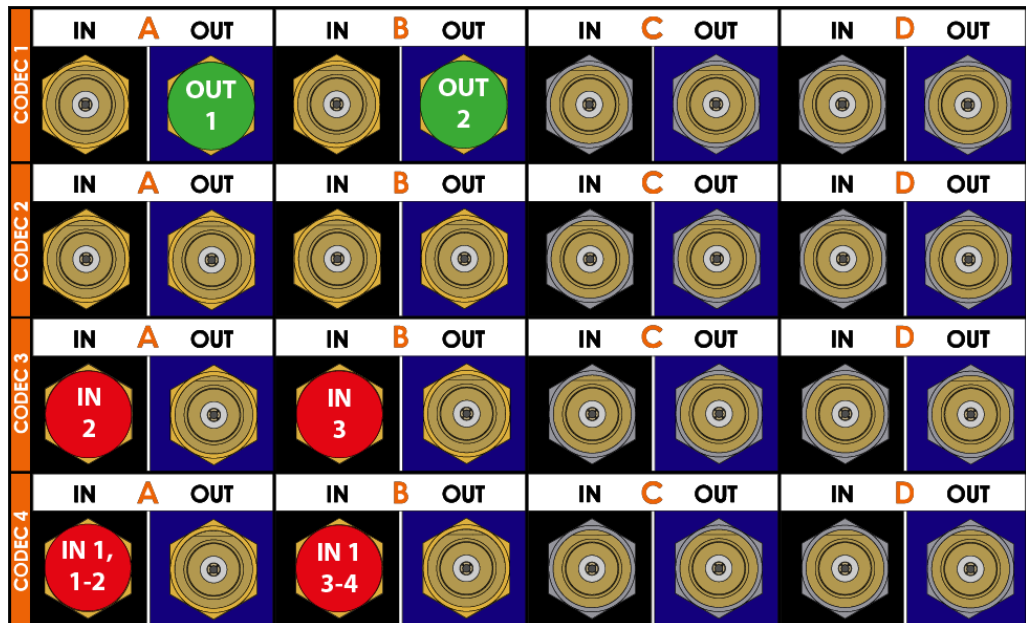 CODEC 1
IN A OUT IN B OUT IN C OUT IN D OUT
OUT
1
OUT
2
CODEC 2
IN A OUT IN B OUT IN C OUT IN D OUT
CODEC 3
IN A OUT IN B OUT IN C OUT IN D OUT
IN
2
IN
3
CODEC 4
IN A OUT IN B OUT IN C OUT IN D OUT
IN 1,
1-2
IN 1
3-4